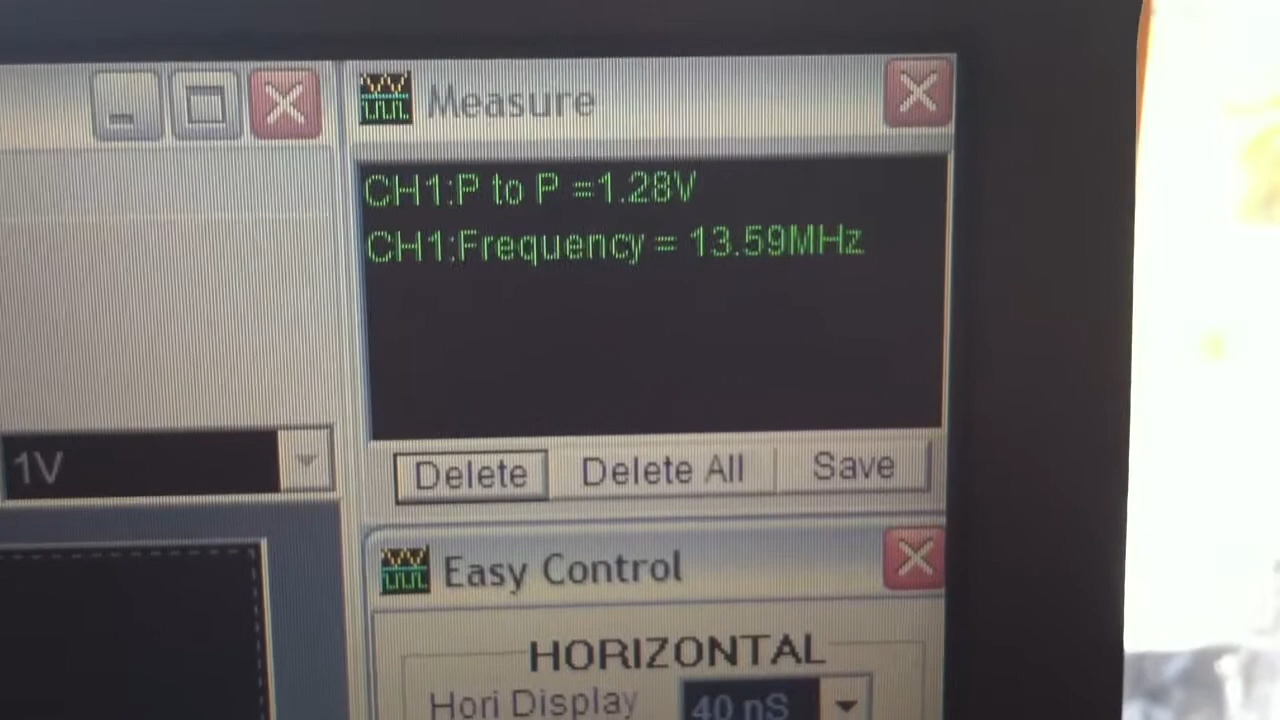 Measure
CH1:P to P =1.28V
CH1:Frequency = 13.59MHz
1V
Delete
Delete All
Save
Easy Control
HORIZONTAL
Hori Display
40 nS